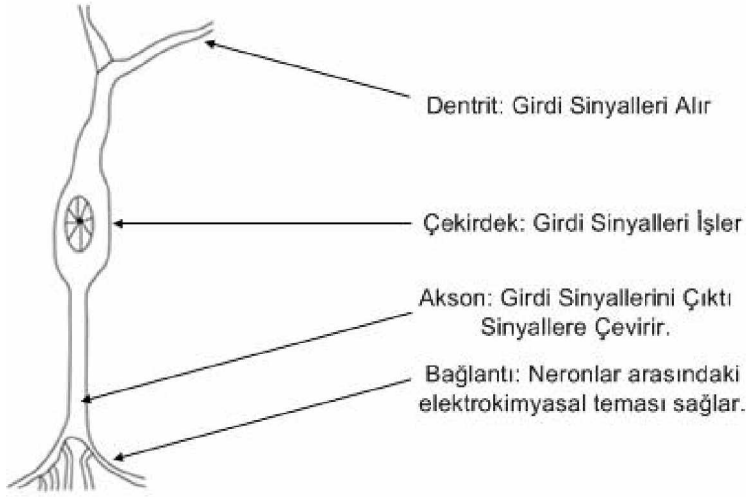 Dentrit: Girdi Sinyalleri Alır
Çekirdek: Girdi Sinyalleri İşler
Akson: Girdi Sinyallerini Çıktı
Sinyallere Çevirir.
Bağlantı: Neronlar arasındaki
elektrokimyasal teması sağlar.